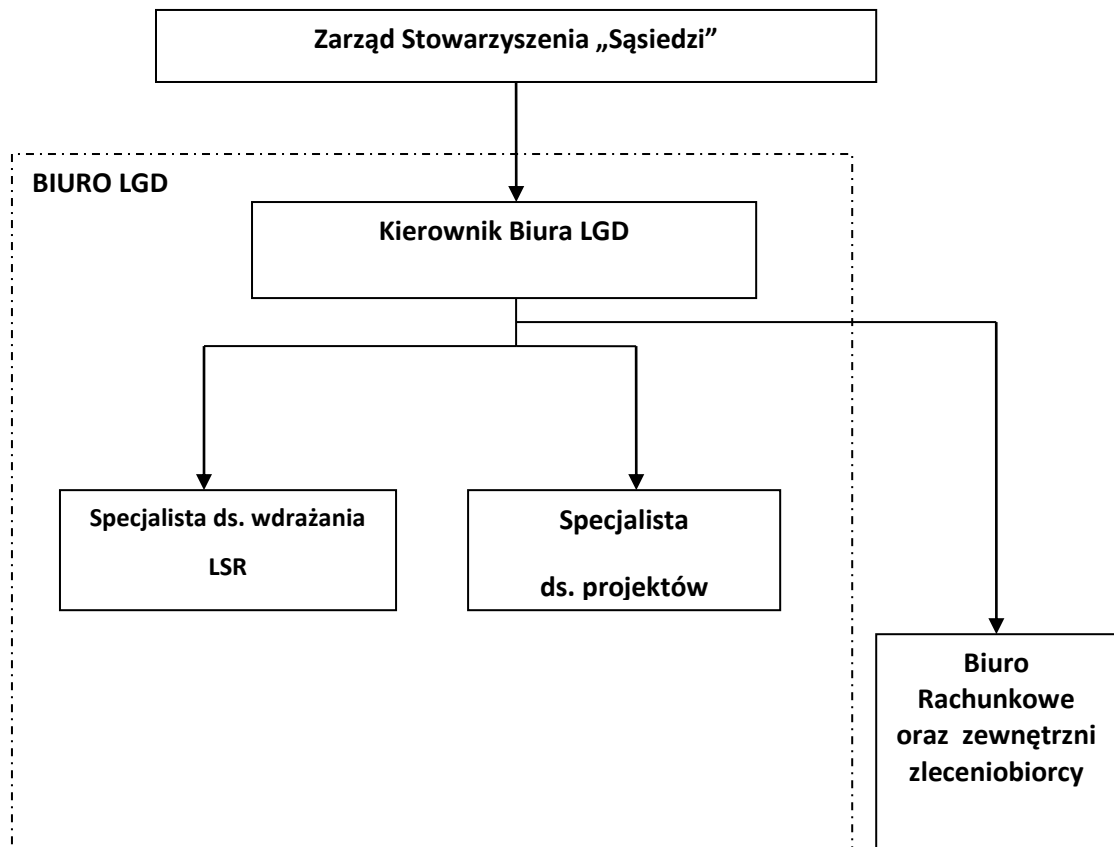 Zarząd Stowarzyszenia „Sąsiedzi”
BIURO LGD
Kierownik Biura LGD
Specjalista ds. wdrażania
LSR
Specjalista
ds. projektów
Biuro
Rachunkowe
oraz zewnętrzni
zleceniobiorcy